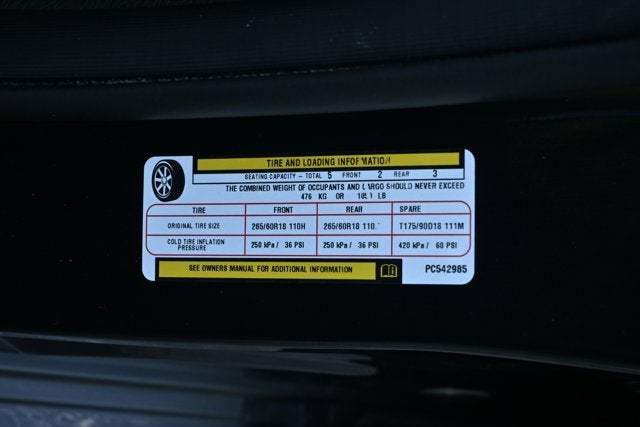 TIRE AND LOADING INFORMATION
SEATING CAPACITY - TOTAL 5 FRONT 2 REAR 3
THE COMBINED WEIGHT OF OCCUPANTS AND CARGO SHOULD NEVER EXCEED
476 KG OR LB
TIRE FRONT REAR SPARE
ORIGINAL TIRE SIZE 265/60R18 110H 265/60R18 110 T175/90D18 111M
COLD TIRE INFLATION PRESSURE 250 kPa / 36 PSI 250 kPa / 36 PSI 420 kPa / 60 PSI
SEE OWNERS MANUAL FOR ADDITIONAL INFORMATION
PC542985